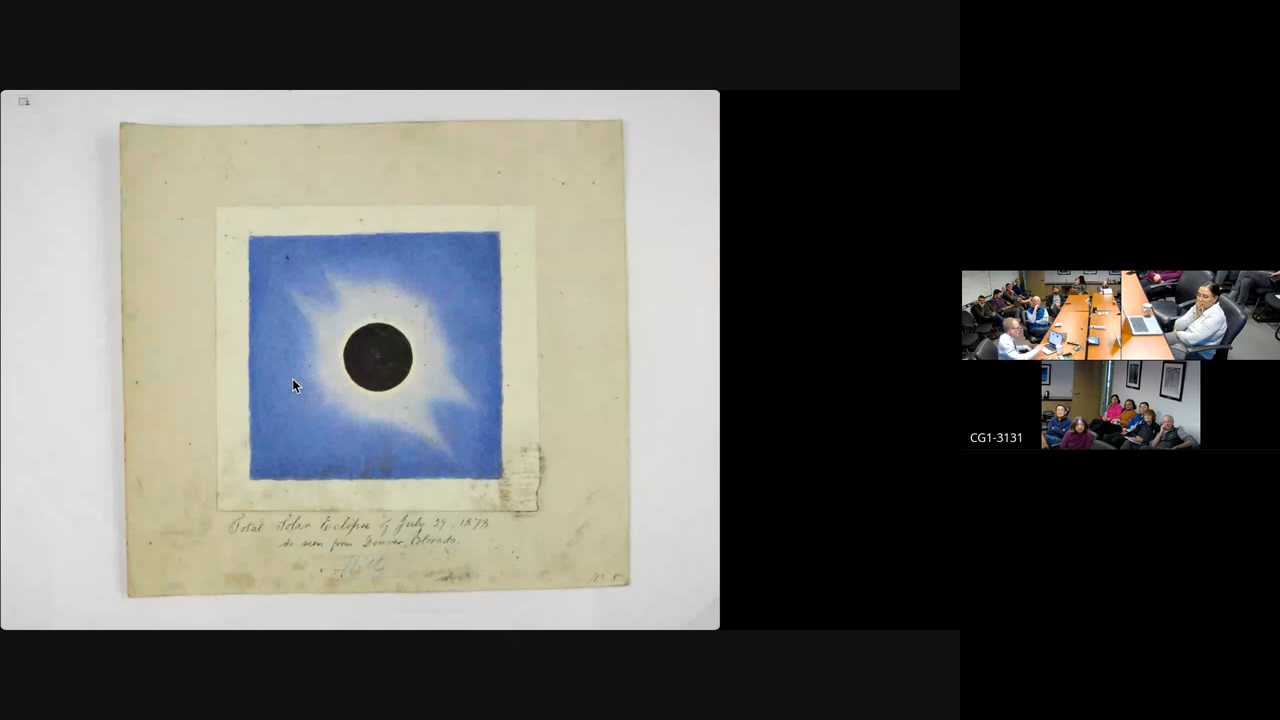 Total Solar Eclipse of July 29. 1878
As seen from Denver, Colorado.
CG1-3131